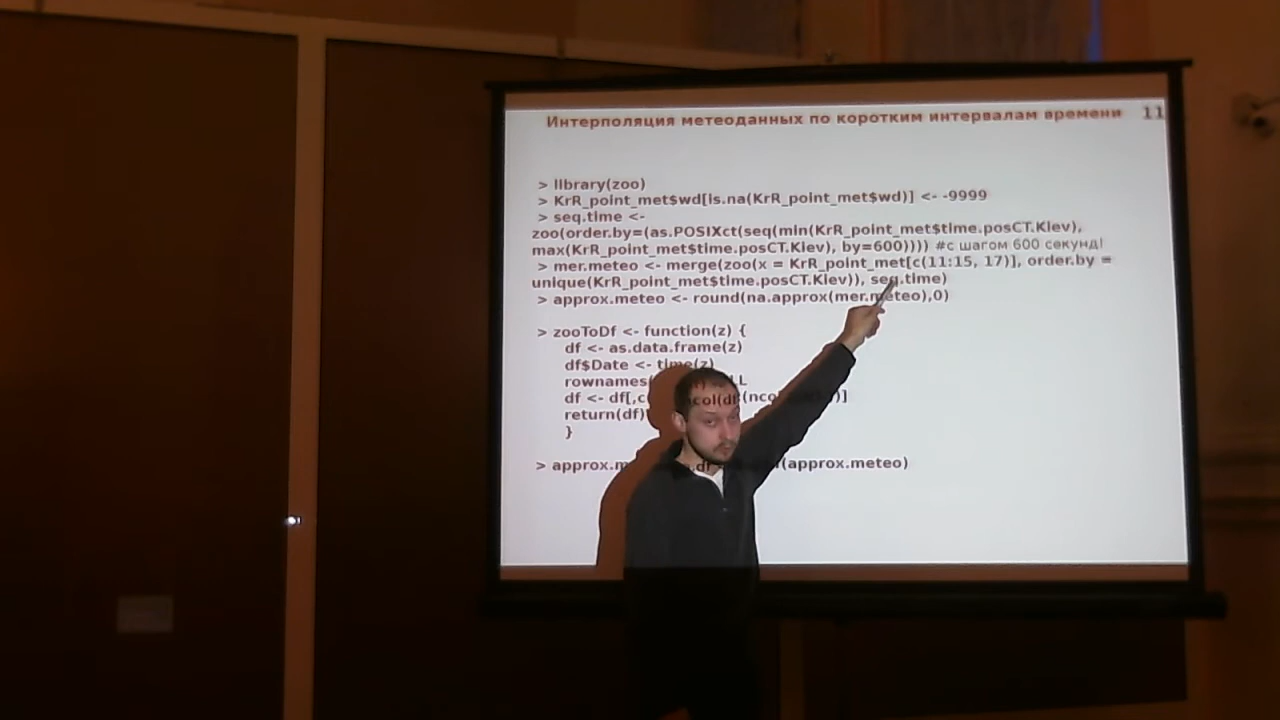 Интерполяция метеоданных по коротким интервалам времени 11
> library(zoo)
> KrR_point_met$wd[is.na(KrR_point_met$wd)] <- -9999
> seq.time <-
zoo(order.by=(as.POSIXct(seq(min(KrR_point_met$time.posCT.Kiev),
max(KrR_point_met$time.posCT.Kiev), by=600)))) #с шагом 600 секунд!
> mer.meteo <- merge(zoo(x = KrR_point_met[c(11:15, 17)], order.by =
unique(KrR_point_met$time.posCT.Kiev)), seq.time)
> approx.meteo <- round(na.approx(mer.meteo),0)
> zooToDf <- function(z) {
df <- as.data.frame(z)
df$Date <- time(z)
df <- df[,c
return(df)
}
(approx.meteo)